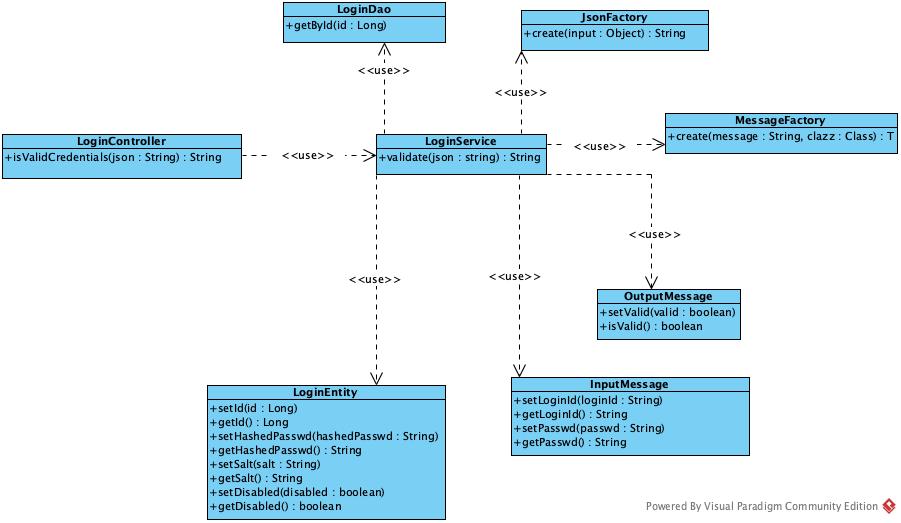 LoginDao
+getById(id : Long)
JsonFactory
+create(input : Object) : String
<<use>>
<<use>>
MessageFactory
+create(message : String, clazz : Class) : T
LoginController
+isValidCredentials(json : String) : String
<<use>>
LoginService
+validate(json : string) : String
<<use>>
<<use>>
<<use>>
<<use>>
OutputMessage
+setValid(valid : boolean)
+isValid() : boolean
LoginEntity
+setId(id : Long)
+getId() : Long
+setHashedPasswd(hashedPasswd : String)
+getHashedPasswd() : String
+setSalt(salt : String)
+getSalt() : String
+setDisabled(disabled : boolean)
+getDisabled() : boolean
InputMessage
+setLoginId(loginId : String)
+getLoginId() : String
+setPasswd(passwd : String)
+getPasswd() : String
Powered By Visual Paradigm Community Edition